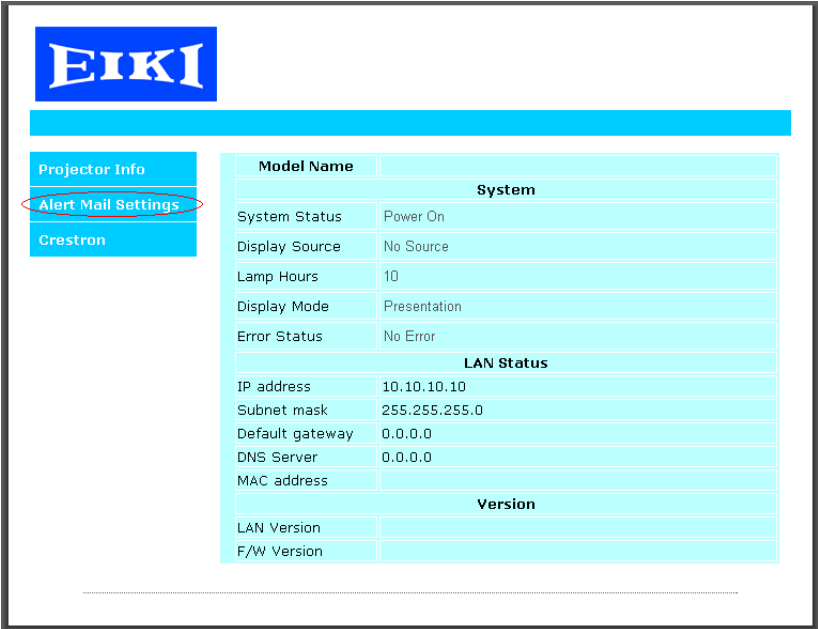 EIKI
Projector Info
Alert Mail Settings
Crestron
Model Name
System
System Status Power On
Display Source No Source
Lamp Hours 10
Display Mode Presentation
Error Status No Error
LAN Status
IP address 10.10.10.10
Subnet mask 255.255.255.0
Default gateway 0.0.0.0
DNS Server 0.0.0.0
MAC address
Version
LAN Version
F/W Version